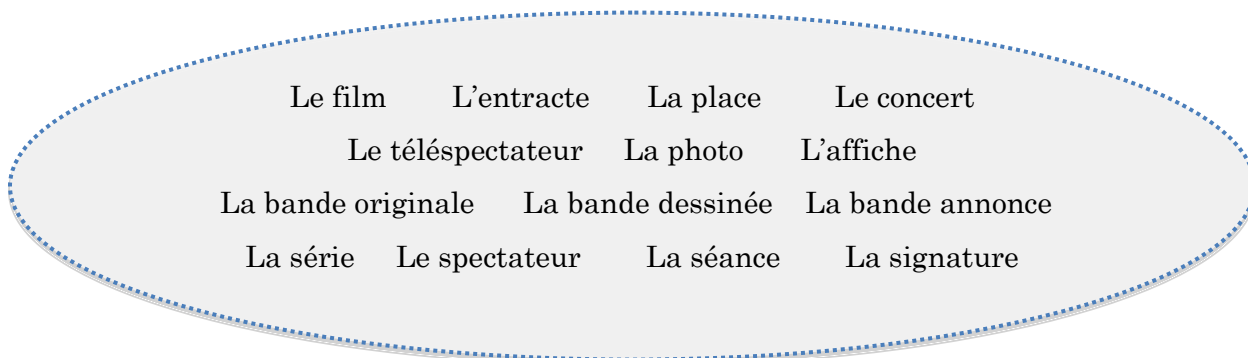 Le film L’entracte La place Le concert
Le téléspectateur La photo L’affiche
La bande originale La bande dessinée La bande annonce
La série Le spectateur La séance La signature